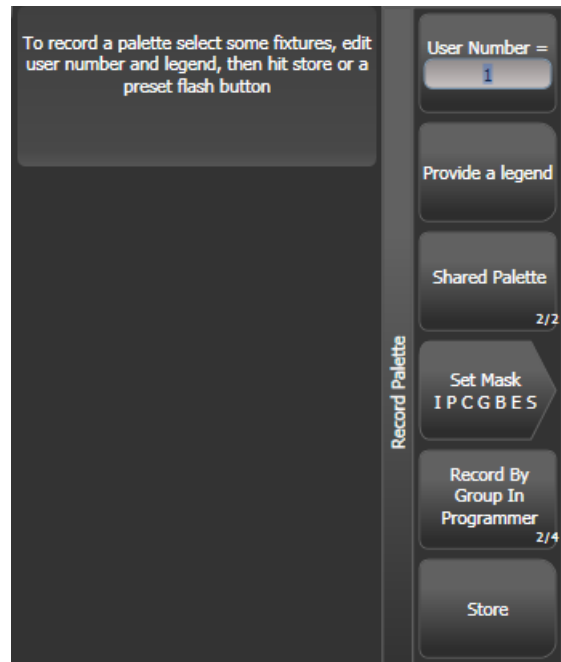 To record a palette select some fixtures, edit
user number and legend, then hit store or a
preset flash button
Record Palette
User Number =
1
Provide a legend
Shared Palette
2/2
Set Mask
I P C G B E S
Record By
Group In
Programmer
2/4
Store